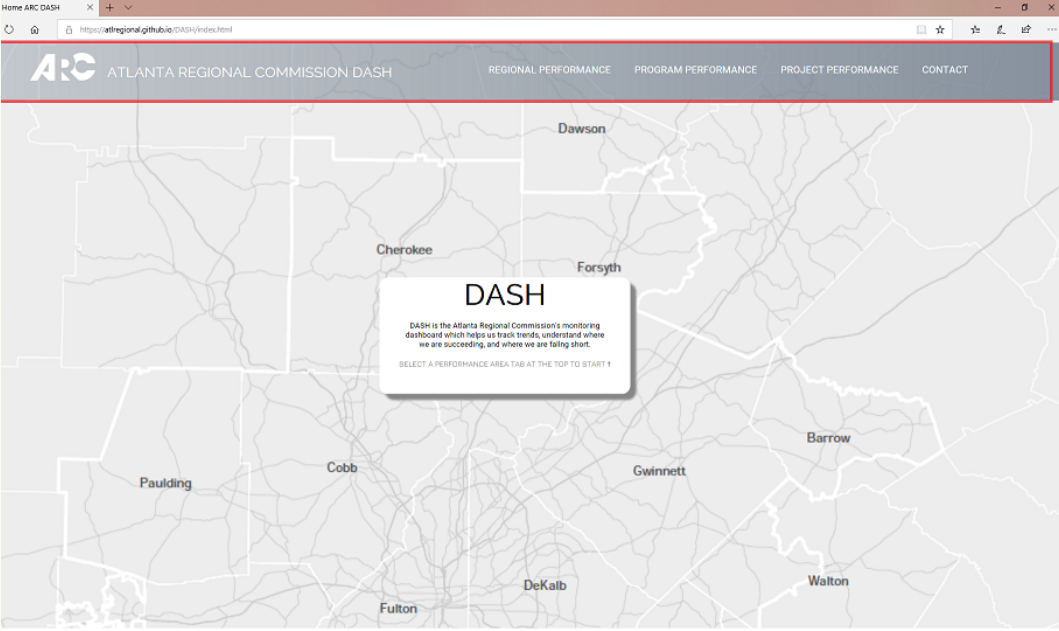 Home ARC DASH
https://atlregional.github.io/DASH/index.html
ARC ATLANTA REGIONAL COMMISSION DASH
REGIONAL PERFORMANCE PROGRAM PERFORMANCE PROJECT PERFORMANCE CONTACT
Dawson
Cherokee
Forsyth
DASH
DASH is the Atlanta Regional Commission's monitoring
dashboard which helps us track trends, understand where
we are succeeding, and where we are falling short.
SELECT A PERFORMANCE AREA TAB AT THE TOP TO START ↑
Barrow
Cobb
Gwinnett
Paulding
Walton
DeKalb
Fulton